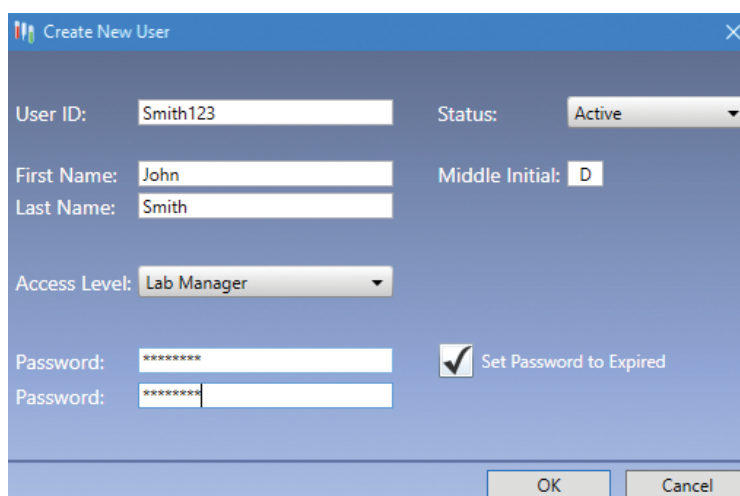 Create New User
User ID: Smith123 Status: Active
First Name: John Middle Initial: D
Last Name: Smith
Access Level: Lab Manager
Password: ******** Set Password to Expired
Password: ********
OK Cancel